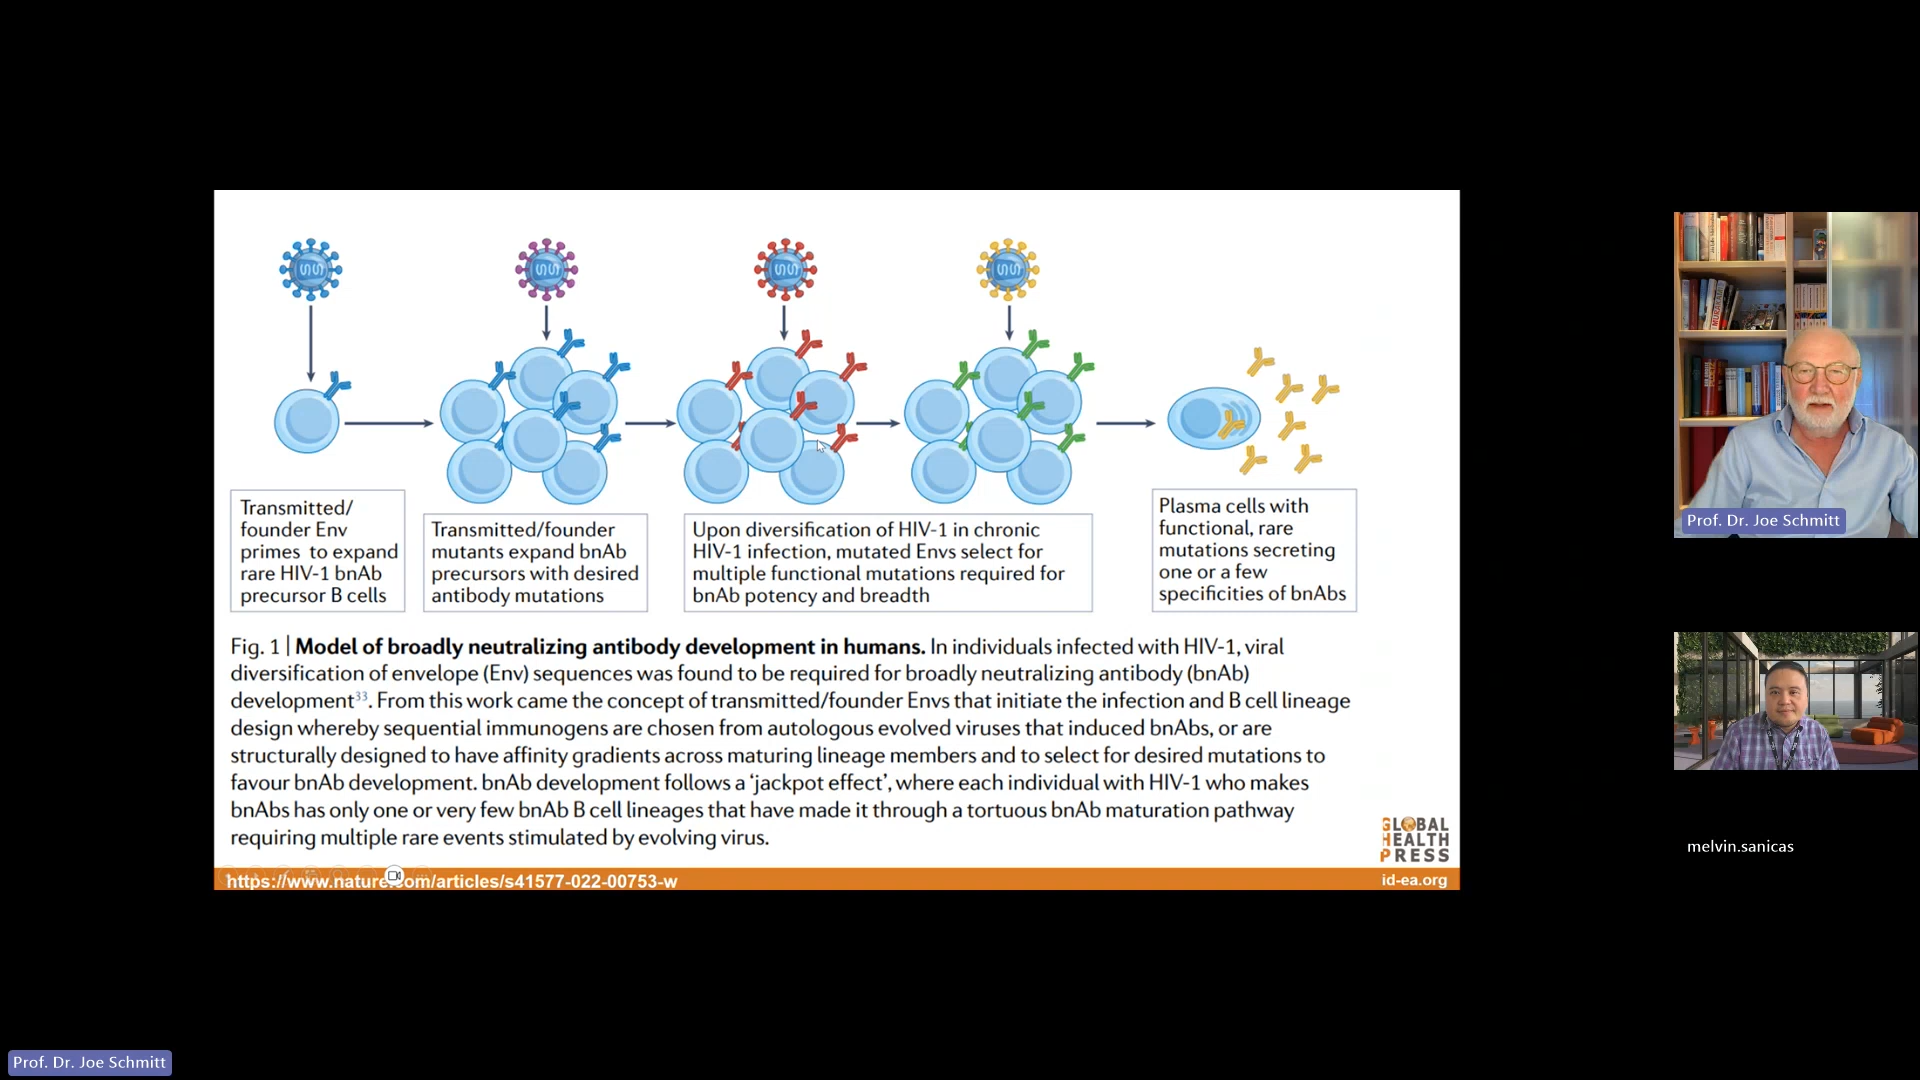 Transmitted/
founder Env
primes to expand
rare HIV-1 bnAb
precursor B cells
Transmitted/founder
mutants expand bnAb
precursors with desired
antibody mutations
Upon diversification of HIV-1 in chronic
HIV-1 infection, mutated Envs select for
multiple functional mutations required for
bnAb potency and breadth
Plasma cells with
functional, rare
mutations secreting
one or a few
specificities of bnAbs
Fig. 1 | Model of broadly neutralizing antibody development in humans. In individuals infected with HIV-1, viral
diversification of envelope (Env) sequences was found to be required for broadly neutralizing antibody (bnAb)
development33. From this work came the concept of transmitted/founder Envs that initiate the infection and B cell lineage
design whereby sequential immunogens are chosen from autologous evolved viruses that induced bnAbs, or are
structurally designed to have affinity gradients across maturing lineage members and to select for desired mutations to
favour bnAb development. bnAb development follows a ‘jackpot effect’, where each individual with HIV-1 who makes
bnAbs has only one or very few bnAb B cell lineages that have made it through a tortuous bnAb maturation pathway
requiring multiple rare events stimulated by evolving virus.
GLOBAL
HEALTH
PRESS
https://www.nature.com/articles/s41577-022-00753-w
id-ea.org
Prof. Dr. Joe Schmitt
melvin.sanicas
Prof. Dr. Joe Schmitt